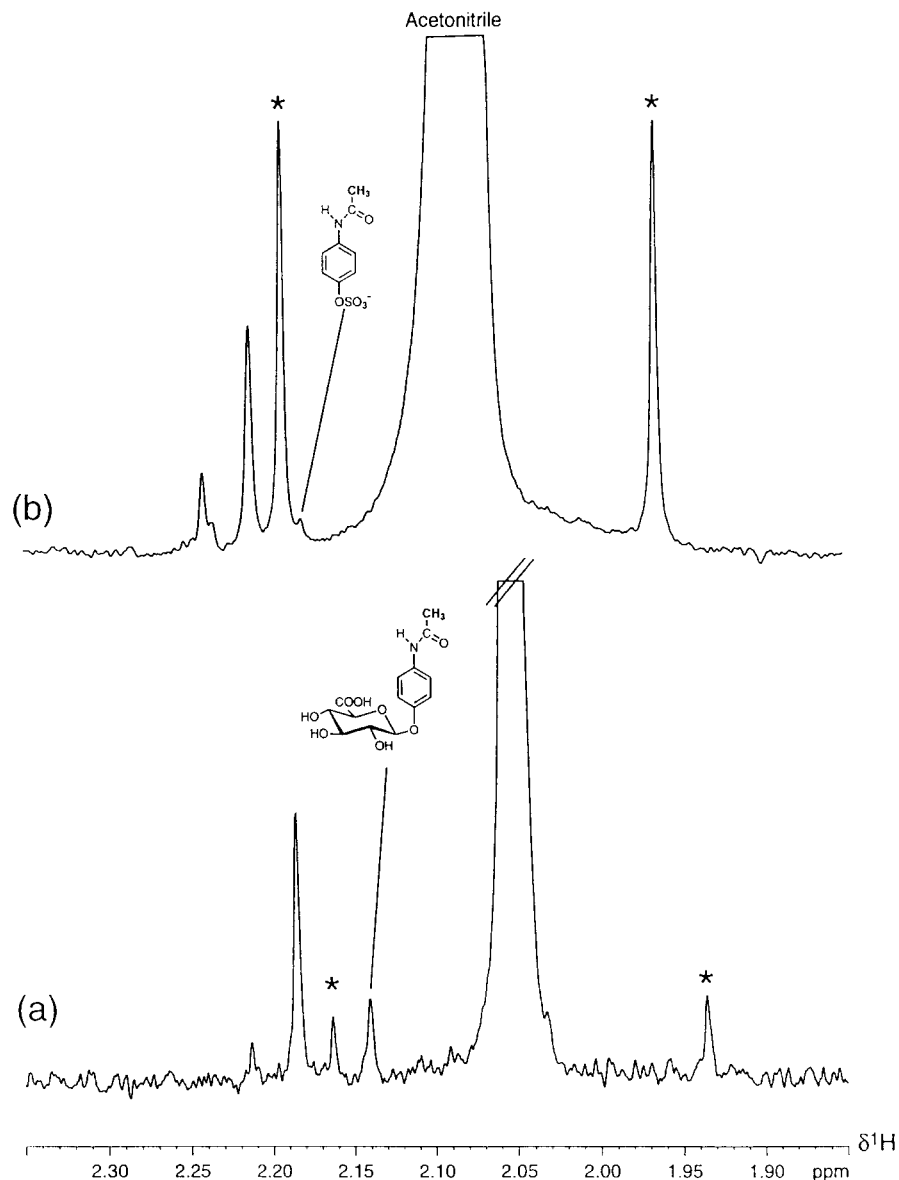 Acetonitrile
*
*
CH₃
H
C
N
O
OSO₃⁻
(b)
CH₃
H
C
N
O
COOH
HO
O
HO
O
OH
*
*
(a)
δ¹H
2.30
2.25
2.20
2.15
2.10
2.05
2.00
1.95
1.90
ppm